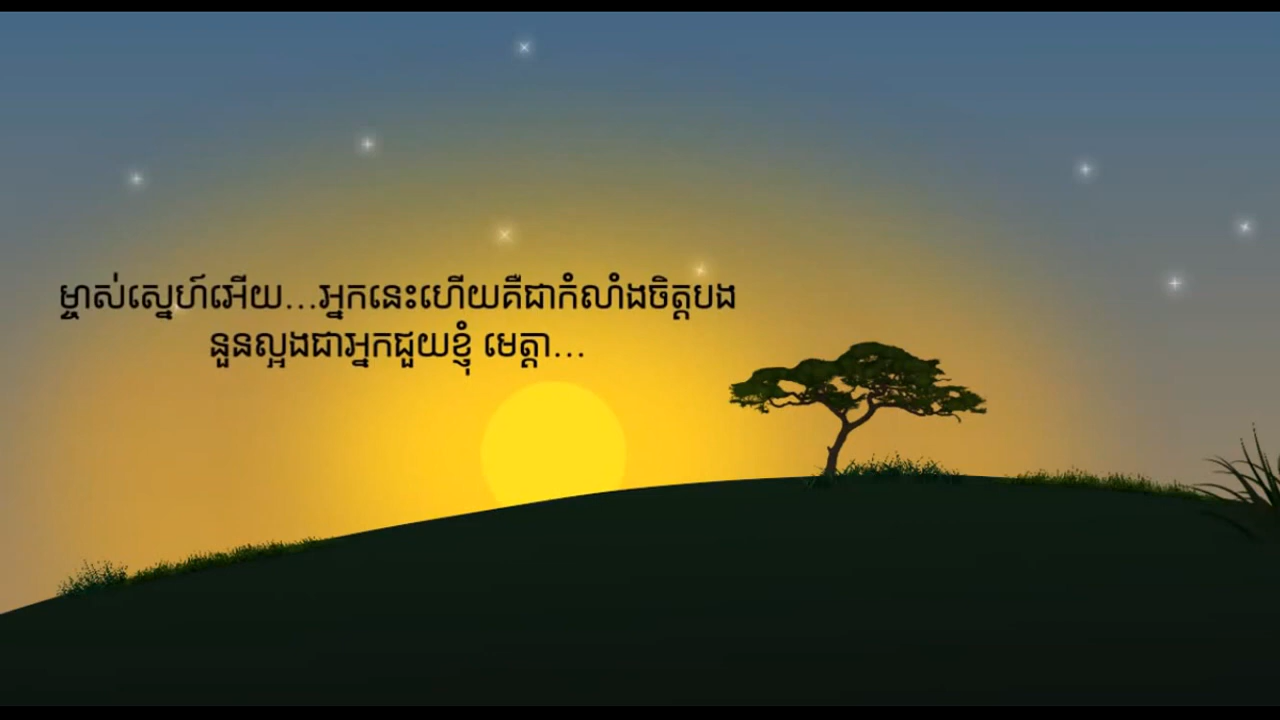 ម្ចាស់ស្នេហ៍អើយ...អ្នកនេះហើយគឺជាកំលាំងចិត្តបង
នួនល្អងជាអ្នកជួយខ្ញុំ មេត្តា...